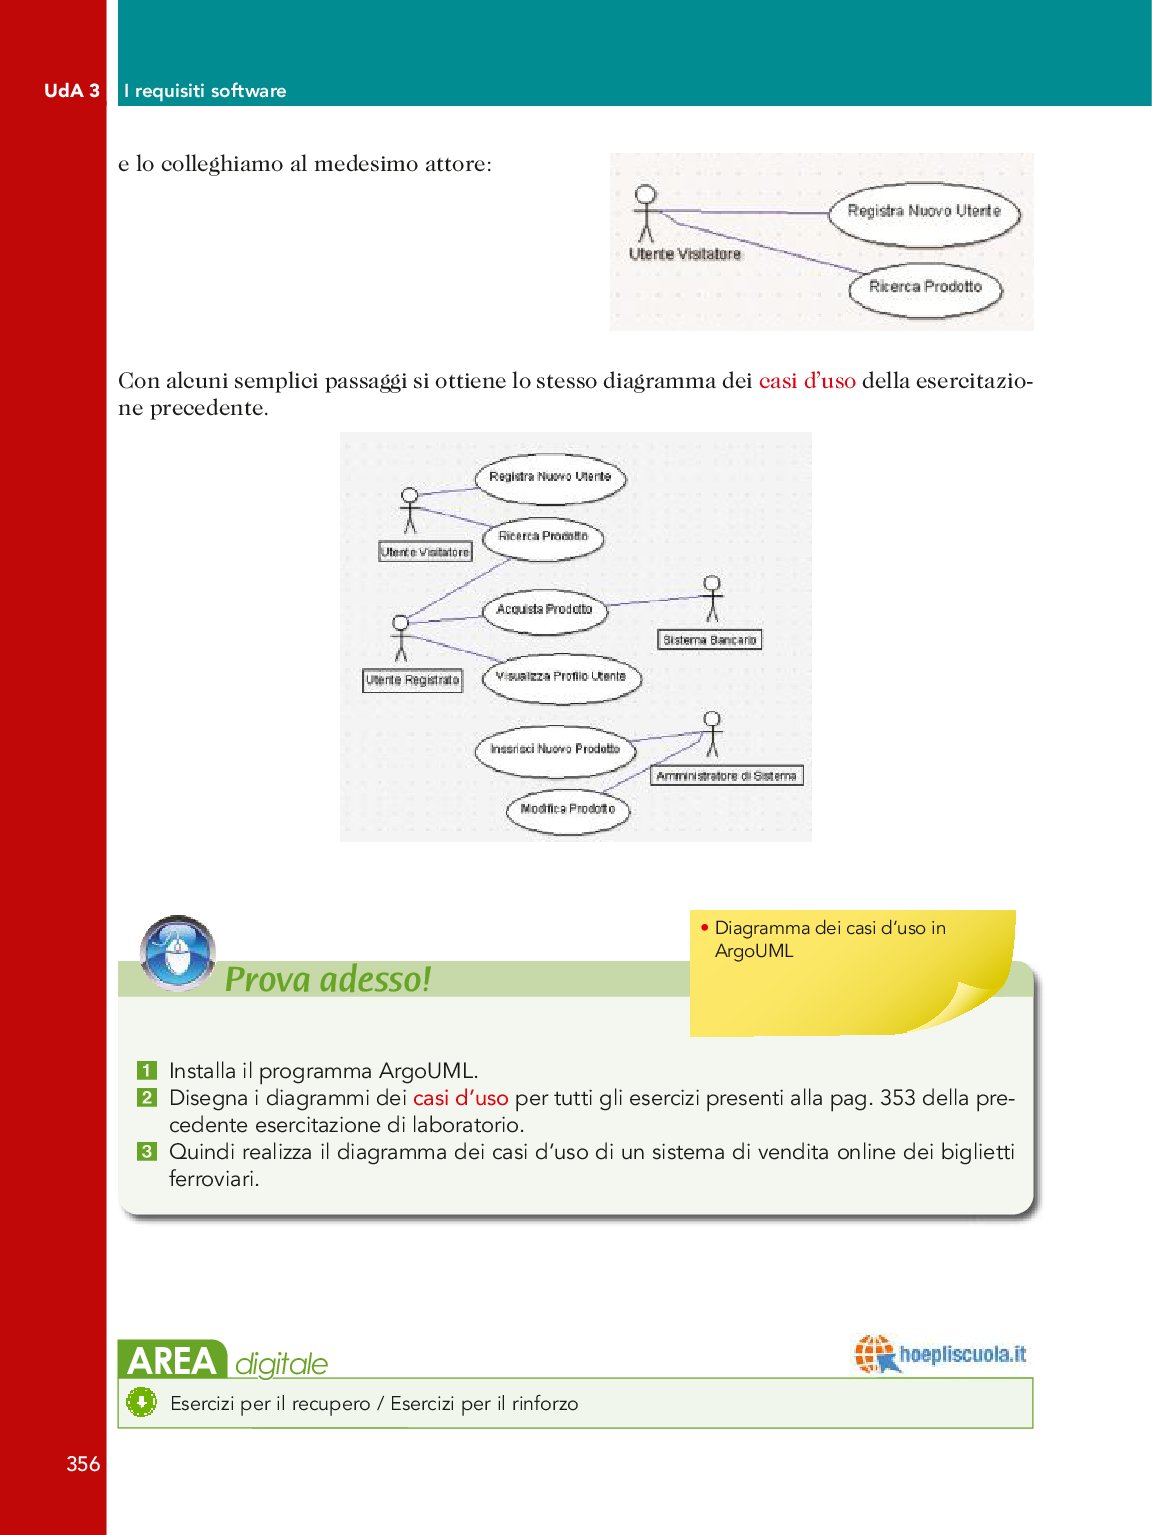 UdA 3 I requisiti software
e lo colleghiamo al medesimo attore:
Registra Nuovo Utente
Utente Visitatore
Ricerca Prodotto
Con alcuni semplici passaggi si ottiene lo stesso diagramma dei casi d'uso della esercitazio-
ne precedente.
Registra Nuovo Utente
Ricerca Prodotto
Utente Visitatore
Acquista Prodotto
Sistema Bancario
Utente Registrato
Visualizza Profilo Utente
Inserisci Nuovo Prodotto
Amministratore di Sistema
Modifica Prodotto
• Diagramma dei casi d'uso in
ArgoUML
Prova adesso!
1 Installa il programma ArgoUML.
2 Disegna i diagrammi dei casi d'uso per tutti gli esercizi presenti alla pag. 353 della pre-
cedente esercitazione di laboratorio.
3 Quindi realizza il diagramma dei casi d'uso di un sistema di vendita online dei biglietti
ferroviari.
AREA digitale
hoepliscuola.it
Esercizi per il recupero / Esercizi per il rinforzo
356